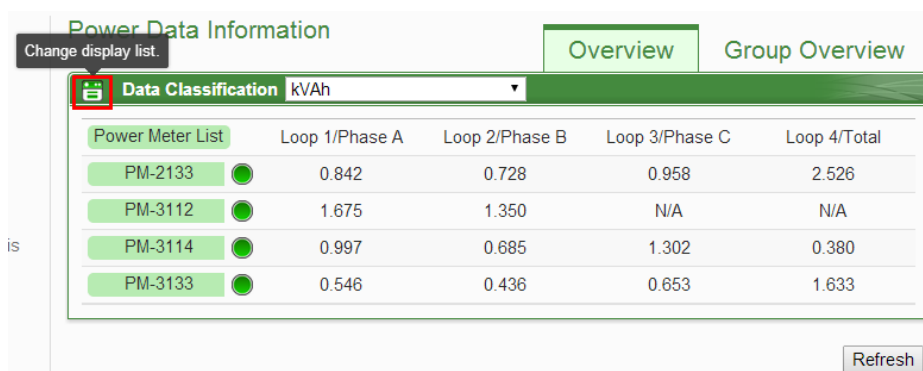 Power Data Information
Change display list.
Overview Group Overview
Data Classification kVAh
Power Meter List Loop 1/Phase A Loop 2/Phase B Loop 3/Phase C Loop 4/Total
PM-2133 0.842 0.728 0.958 2.526
PM-3112 1.675 1.350 N/A N/A
is
PM-3114 0.997 0.685 1.302 0.380
PM-3133 0.546 0.436 0.653 1.633
Refresh